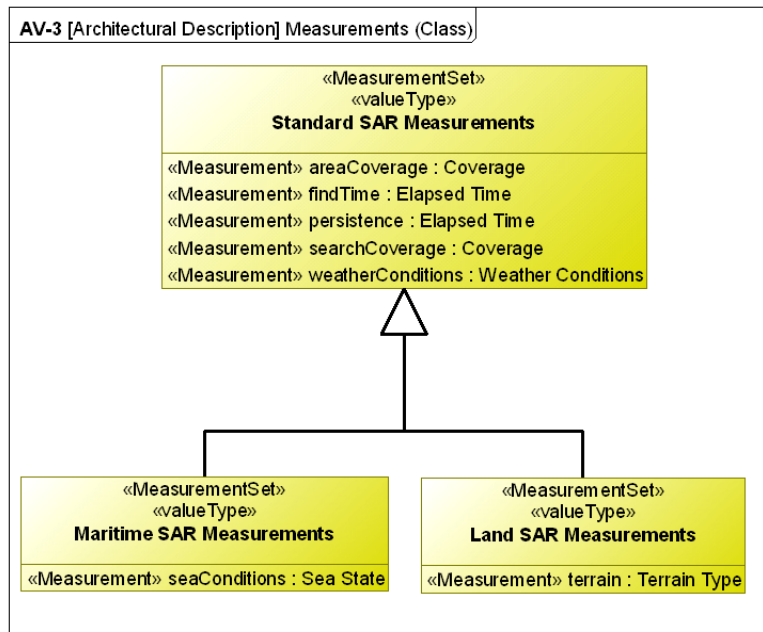 AV-3 [Architectural Description] Measurements (Class)
«MeasurementSet»
«valueType»
Standard SAR Measurements
«Measurement» areaCoverage : Coverage
«Measurement» findTime : Elapsed Time
«Measurement» persistence : Elapsed Time
«Measurement» searchCoverage : Coverage
«Measurement» weatherConditions : Weather Conditions
«MeasurementSet»
«valueType»
Maritime SAR Measurements
«Measurement» seaConditions : Sea State
«MeasurementSet»
«valueType»
Land SAR Measurements
«Measurement» terrain : Terrain Type